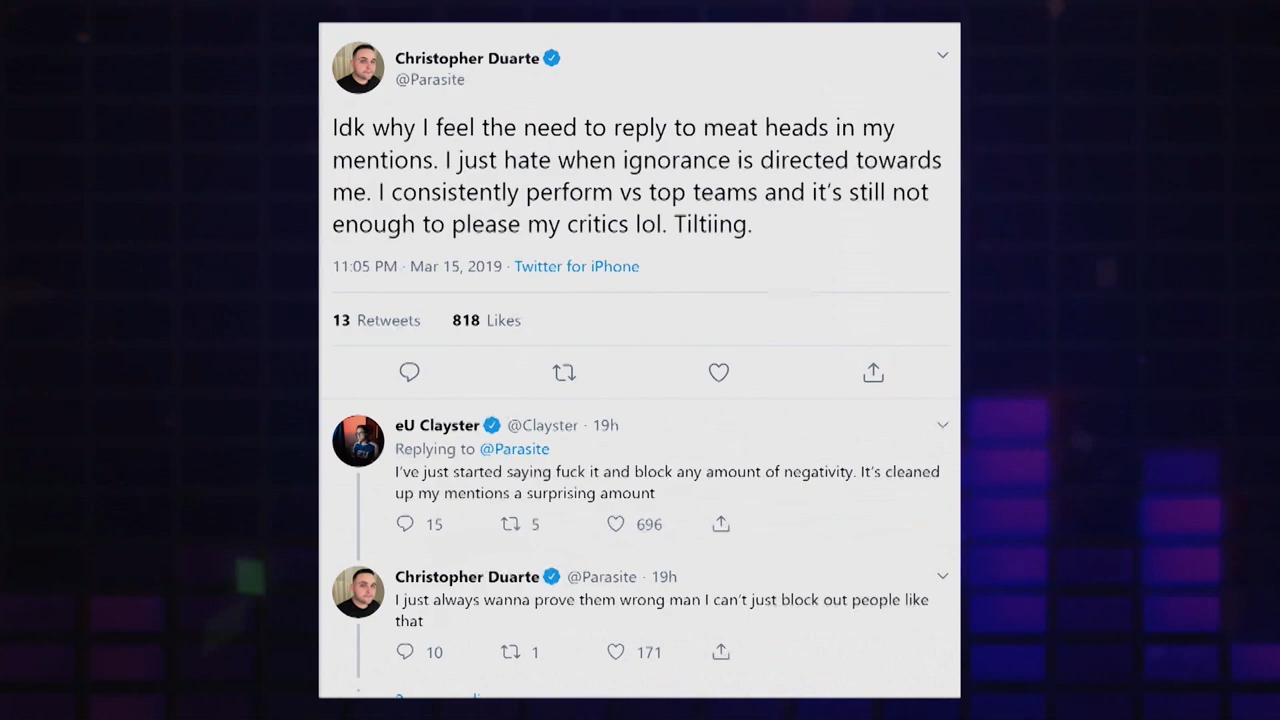 Christopher Duarte
@Parasite
Idk why I feel the need to reply to meat heads in my
mentions. I just hate when ignorance is directed towards
me. I consistently perform vs top teams and it's still not
enough to please my critics lol. Tiltiing.
11:05 PM · Mar 15, 2019 · Twitter for iPhone
13 Retweets 818 Likes
eU Clayster @Clayster · 19h
Replying to @Parasite
I've just started saying fuck it and block any amount of negativity. It's cleaned
up my mentions a surprising amount
15 5 696
Christopher Duarte @Parasite · 19h
I just always wanna prove them wrong man I can't just block out people like
that
10 1 171